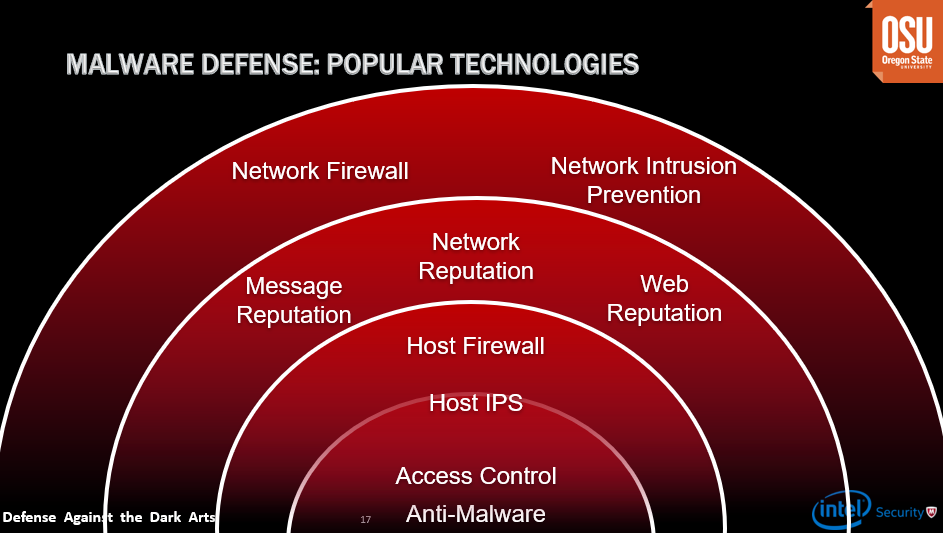 MALWARE DEFENSE: POPULAR TECHNOLOGIES
OSU
Oregon State
UNIVERSITY
Network Firewall
Network Intrusion
Prevention
Network
Reputation
Message
Reputation
Web
Reputation
Host Firewall
Host IPS
Access Control
Anti-Malware
Defense Against the Dark Arts
17
intel
Security